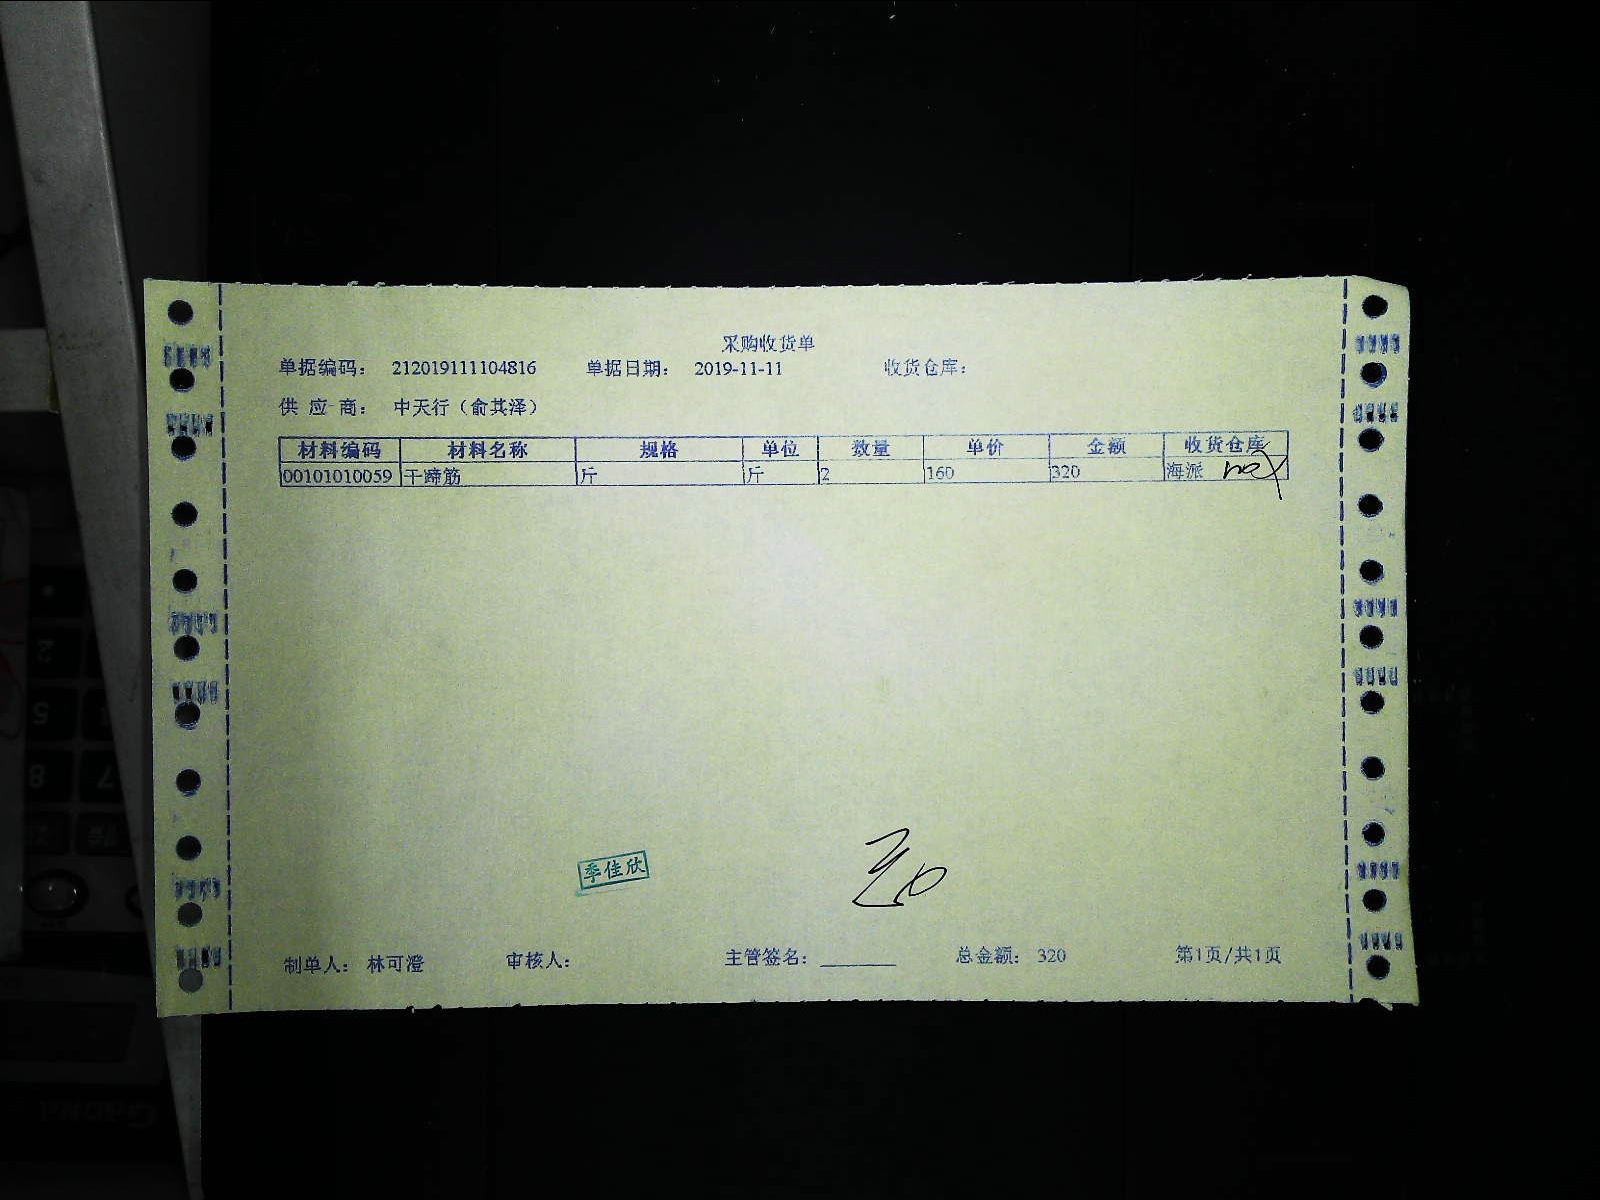 采购收货单
单据编码： 212019111104816 单据日期： 2019-11-11 收货仓库：
供 应 商： 中天行（俞其泽）
材料编码 材料名称 规格 单位 数量 单价 金额 收货仓库
00101010059 干蹄筋 斤 斤 2 160 320 海派
季佳欣
制单人： 林可澄 审核人： 主管签名：________ 总金额： 320 第1页/共1页